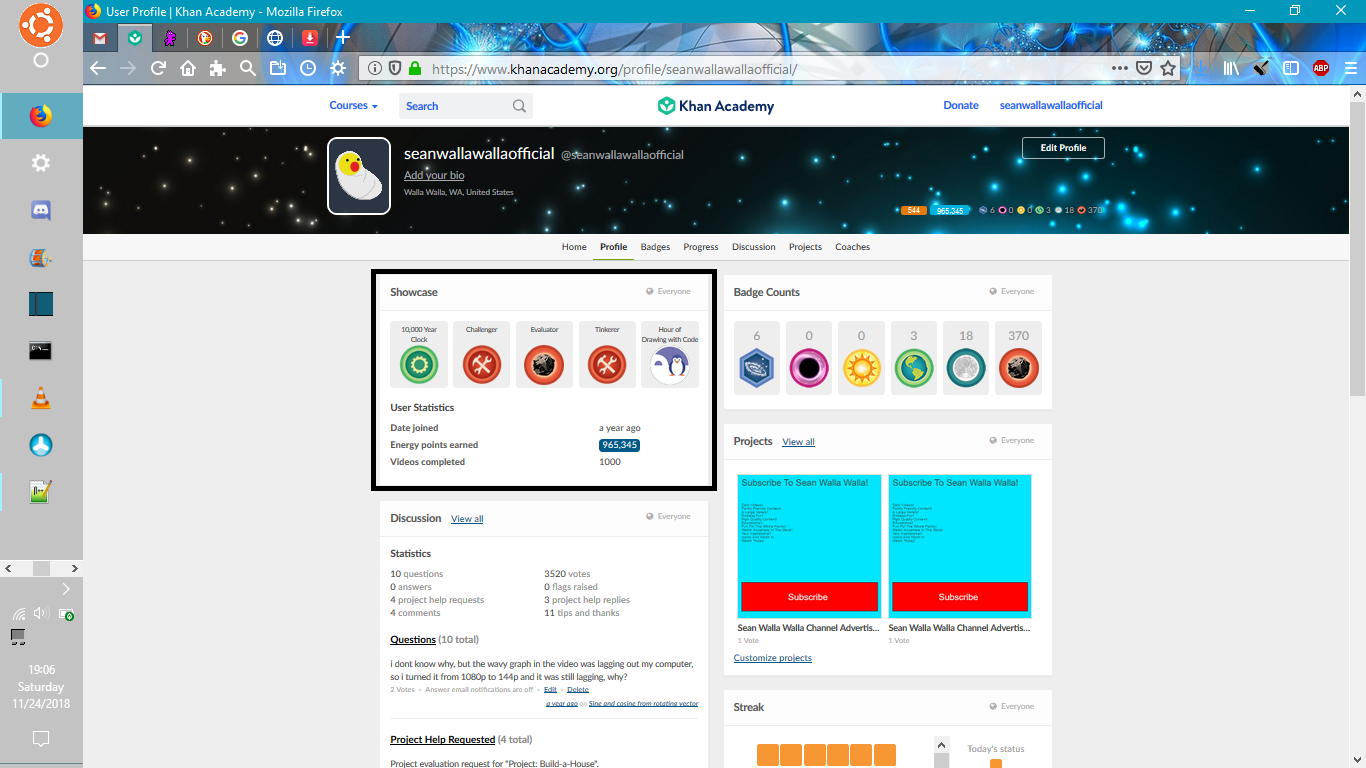 User Profile | Khan Academy - Mozilla Firefox
https://www.khanacademy.org/profile/seanwallawallaofficial/
ABP
Courses
Search
Khan Academy
Donate
seanwallawallaofficial
seanwallawallaofficial @seanwallawallaofficial
Add your bio
Walla Walla, WA, United States
Edit Profile
544 965,345 6 0 0 3 18 370
Home Profile Badges Progress Discussion Projects Coaches
Showcase
Everyone
10,000 Year Clock
Challenger
Evaluator
Tinkerer
Hour of Drawing with Code
User Statistics
Date joined a year ago
Energy points earned 965,345
Videos completed 1000
Badge Counts
Everyone
6 0 0 3 18 370
Projects View all
Everyone
Subscribe To Sean Walla Walla!
Subscribe
Sean Walla Walla Channel Advertis...
1 Vote
Subscribe To Sean Walla Walla!
Subscribe
Sean Walla Walla Channel Advertis...
1 Vote
Customize projects
Discussion View all
Everyone
Statistics
10 questions 3520 votes
0 answers 0 flags raised
4 project help requests 3 project help replies
4 comments 11 tips and thanks
Questions (10 total)
i dont know why, but the wavy graph in the video was lagging out my computer,
so i turned it from 1080p to 144p and it was still lagging, why?
2 Votes • Answer email notifications are off • Edit • Delete
a year ago on Sine and cosine from rotating vector
Project Help Requested (4 total)
Project evaluation request for "Project: Build-a-House".
Streak
Everyone
Today's status
19:06
Saturday
11/24/2018